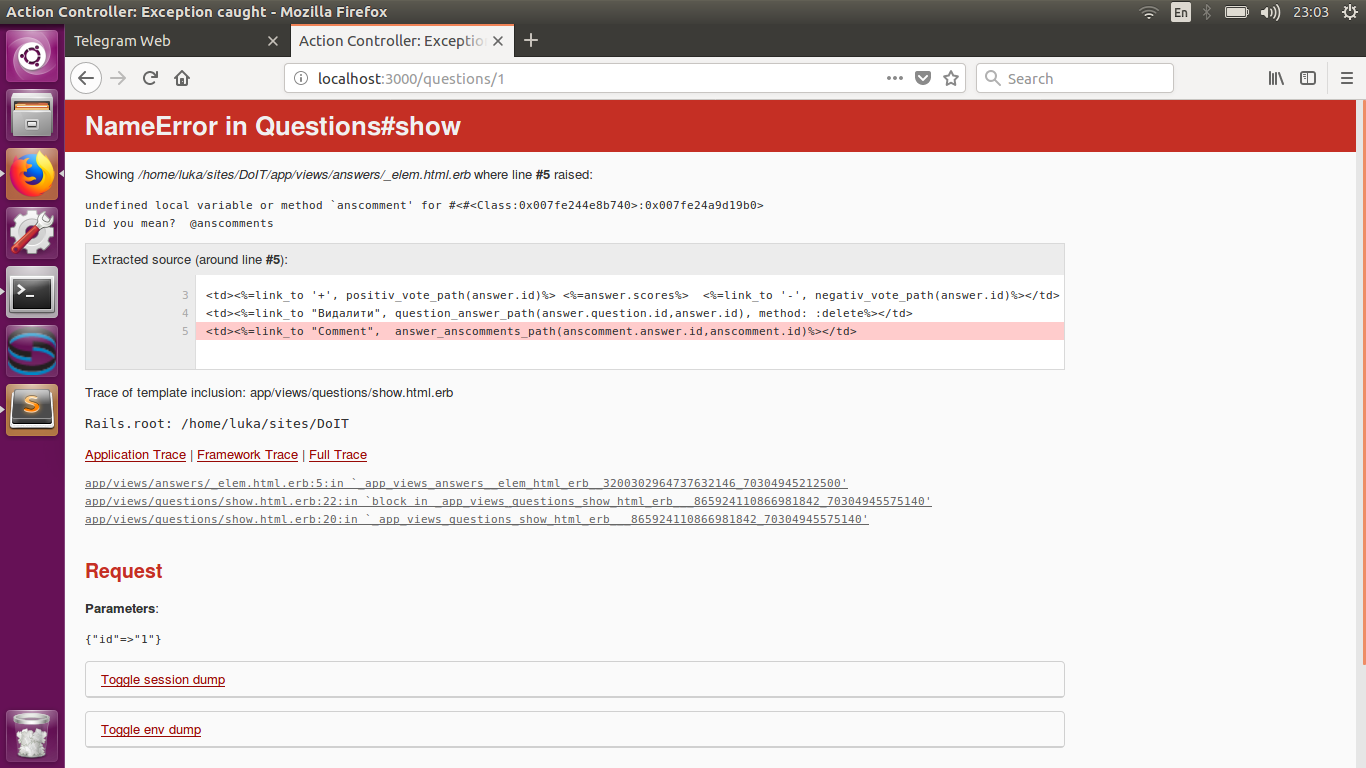 Action Controller: Exception caught - Mozilla Firefox
En
23:03
Telegram Web
Action Controller: Exceptio
localhost:3000/questions/1
Search
NameError in Questions#show
Showing /home/luka/sites/DoIT/app/views/answers/_elem.html.erb where line #5 raised:
undefined local variable or method `anscomment' for #<#<Class:0x007fe244e8b740>:0x007fe24a9d19b0>
Did you mean?  @anscomments
Extracted source (around line #5):
3 <td><%=link_to '+', positiv_vote_path(answer.id)%> <%=answer.scores%>  <%=link_to '-', negativ_vote_path(answer.id)%></td>
4 <td><%=link_to "Видалити", question_answer_path(answer.question.id,answer.id), method: :delete%></td>
5 <td><%=link_to "Comment",  answer_anscomments_path(anscomment.answer.id,anscomment.id)%></td>
Trace of template inclusion: app/views/questions/show.html.erb
Rails.root: /home/luka/sites/DoIT
Application Trace | Framework Trace | Full Trace
app/views/answers/_elem.html.erb:5:in `_app_views_answers__elem_html_erb__3200302964737632146_70304945212500'
app/views/questions/show.html.erb:22:in `block in _app_views_questions_show_html_erb___865924110866981842_70304945575140'
app/views/questions/show.html.erb:20:in `_app_views_questions_show_html_erb___865924110866981842_70304945575140'
Request
Parameters:
{"id"=>"1"}
Toggle session dump
Toggle env dump